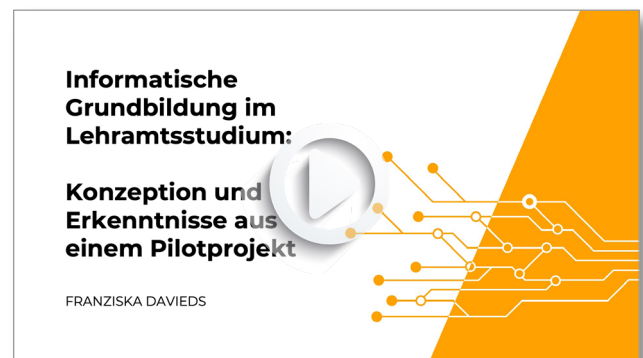 Informatische
Grundbildung im
Lehramtsstudium:
Konzeption und
Erkenntnisse aus
einem Pilotprojekt
FRANZISKA DAVIEDS